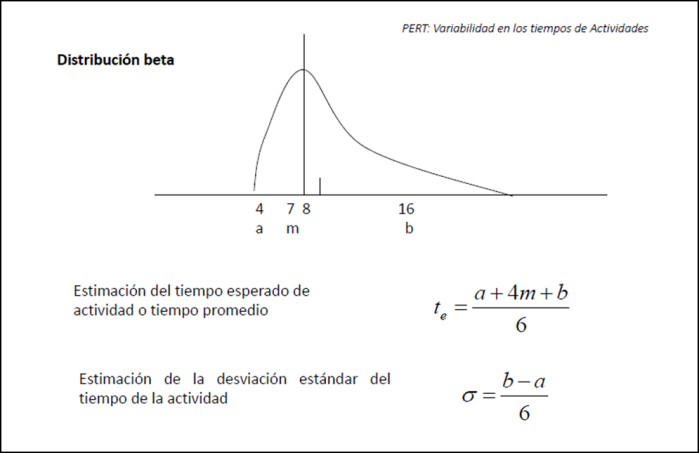 PERT: Variabilidad en los tiempos de Actividades
Distribución beta
4 7 8 16
a m b
Estimación del tiempo esperado de
actividad o tiempo promedio
t_e = (a + 4m + b) / 6
Estimación de la desviación estándar del
tiempo de la actividad
σ = (b − a) / 6